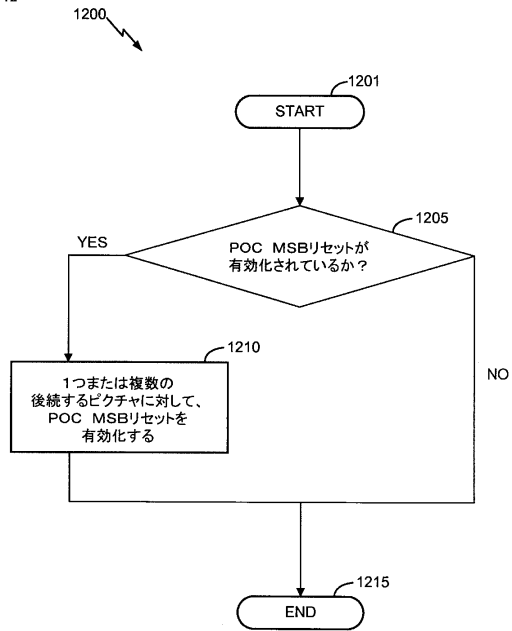 1200
1201
START
1205
YES
POC MSBリセットが
有効化されているか？
1210
NO
1つまたは複数の
後続するピクチャに対して、
POC MSBリセットを
有効化する
1215
END